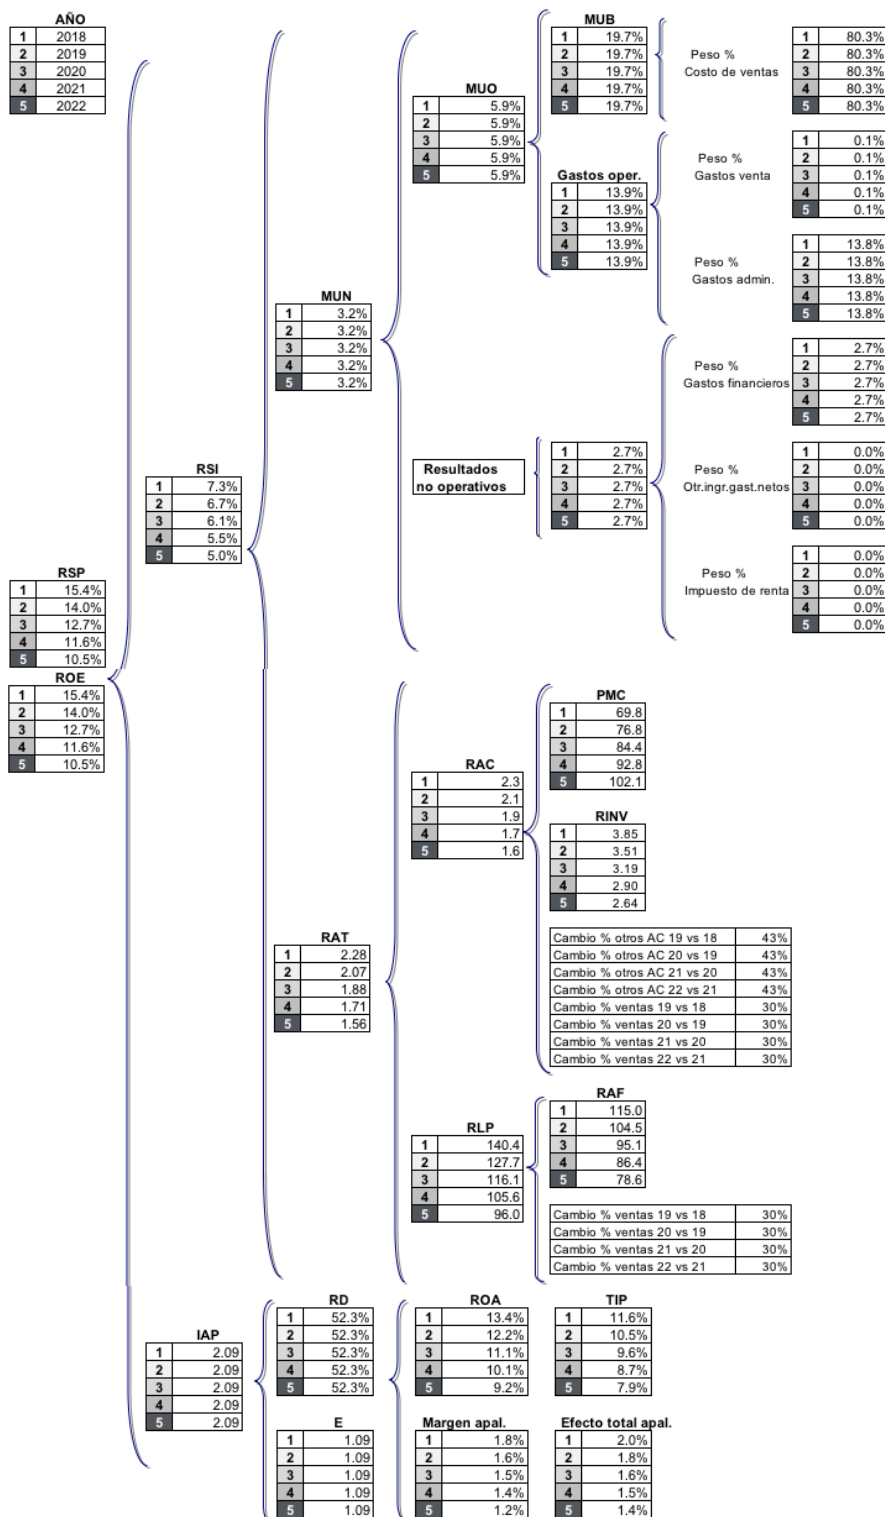 AÑO
1 2018
2 2019
3 2020
4 2021
5 2022
RSP
1 15.4%
2 14.0%
3 12.7%
4 11.6%
5 10.5%
ROE
1 15.4%
2 14.0%
3 12.7%
4 11.6%
5 10.5%
RSI
1 7.3%
2 6.7%
3 6.1%
4 5.5%
5 5.0%
MUN
1 3.2%
2 3.2%
3 3.2%
4 3.2%
5 3.2%
MUO
1 5.9%
2 5.9%
3 5.9%
4 5.9%
5 5.9%
MUB
1 19.7%
2 19.7%
3 19.7%
4 19.7%
5 19.7%
Peso %
Costo de ventas
1 80.3%
2 80.3%
3 80.3%
4 80.3%
5 80.3%
Gastos oper.
1 13.9%
2 13.9%
3 13.9%
4 13.9%
5 13.9%
Peso %
Gastos venta
1 0.1%
2 0.1%
3 0.1%
4 0.1%
5 0.1%
Peso %
Gastos admin.
1 13.8%
2 13.8%
3 13.8%
4 13.8%
5 13.8%
Resultados
no operativos
1 2.7%
2 2.7%
3 2.7%
4 2.7%
5 2.7%
Peso %
Gastos financieros
1 2.7%
2 2.7%
3 2.7%
4 2.7%
5 2.7%
Peso %
Otr.ingr.gast.netos
1 0.0%
2 0.0%
3 0.0%
4 0.0%
5 0.0%
Peso %
Impuesto de renta
1 0.0%
2 0.0%
3 0.0%
4 0.0%
5 0.0%
RAT
1 2.28
2 2.07
3 1.88
4 1.71
5 1.56
RAC
1 2.3
2 2.1
3 1.9
4 1.7
5 1.6
PMC
1 69.8
2 76.8
3 84.4
4 92.8
5 102.1
RINV
1 3.85
2 3.51
3 3.19
4 2.90
5 2.64
Cambio % otros AC 19 vs 18 43%
Cambio % otros AC 20 vs 19 43%
Cambio % otros AC 21 vs 20 43%
Cambio % otros AC 22 vs 21 43%
Cambio % ventas 19 vs 18 30%
Cambio % ventas 20 vs 19 30%
Cambio % ventas 21 vs 20 30%
Cambio % ventas 22 vs 21 30%
RLP
1 140.4
2 127.7
3 116.1
4 105.6
5 96.0
RAF
1 115.0
2 104.5
3 95.1
4 86.4
5 78.6
Cambio % ventas 19 vs 18 30%
Cambio % ventas 20 vs 19 30%
Cambio % ventas 21 vs 20 30%
Cambio % ventas 22 vs 21 30%
IAP
1 2.09
2 2.09
3 2.09
4 2.09
5 2.09
RD
1 52.3%
2 52.3%
3 52.3%
4 52.3%
5 52.3%
ROA
1 13.4%
2 12.2%
3 11.1%
4 10.1%
5 9.2%
TIP
1 11.6%
2 10.5%
3 9.6%
4 8.7%
5 7.9%
E
1 1.09
2 1.09
3 1.09
4 1.09
5 1.09
Margen apal.
1 1.8%
2 1.6%
3 1.5%
4 1.4%
5 1.2%
Efecto total apal.
1 2.0%
2 1.8%
3 1.6%
4 1.5%
5 1.4%